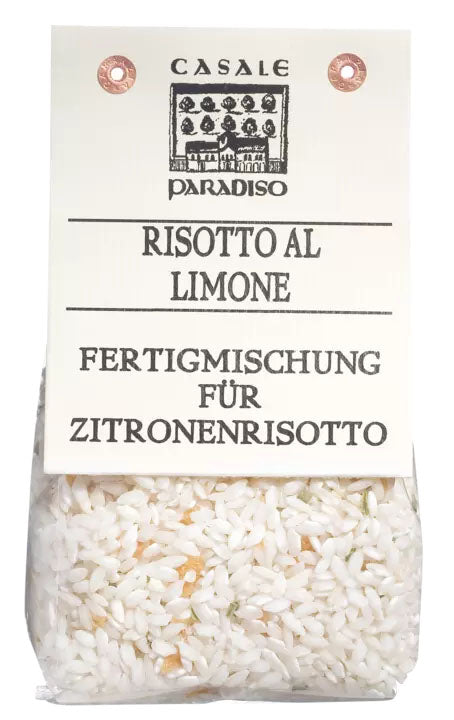 CASALE
PARADISO
RISOTTO AL
LIMONE
FERTIGMISCHUNG
FÜR
ZITRONENRISOTTO